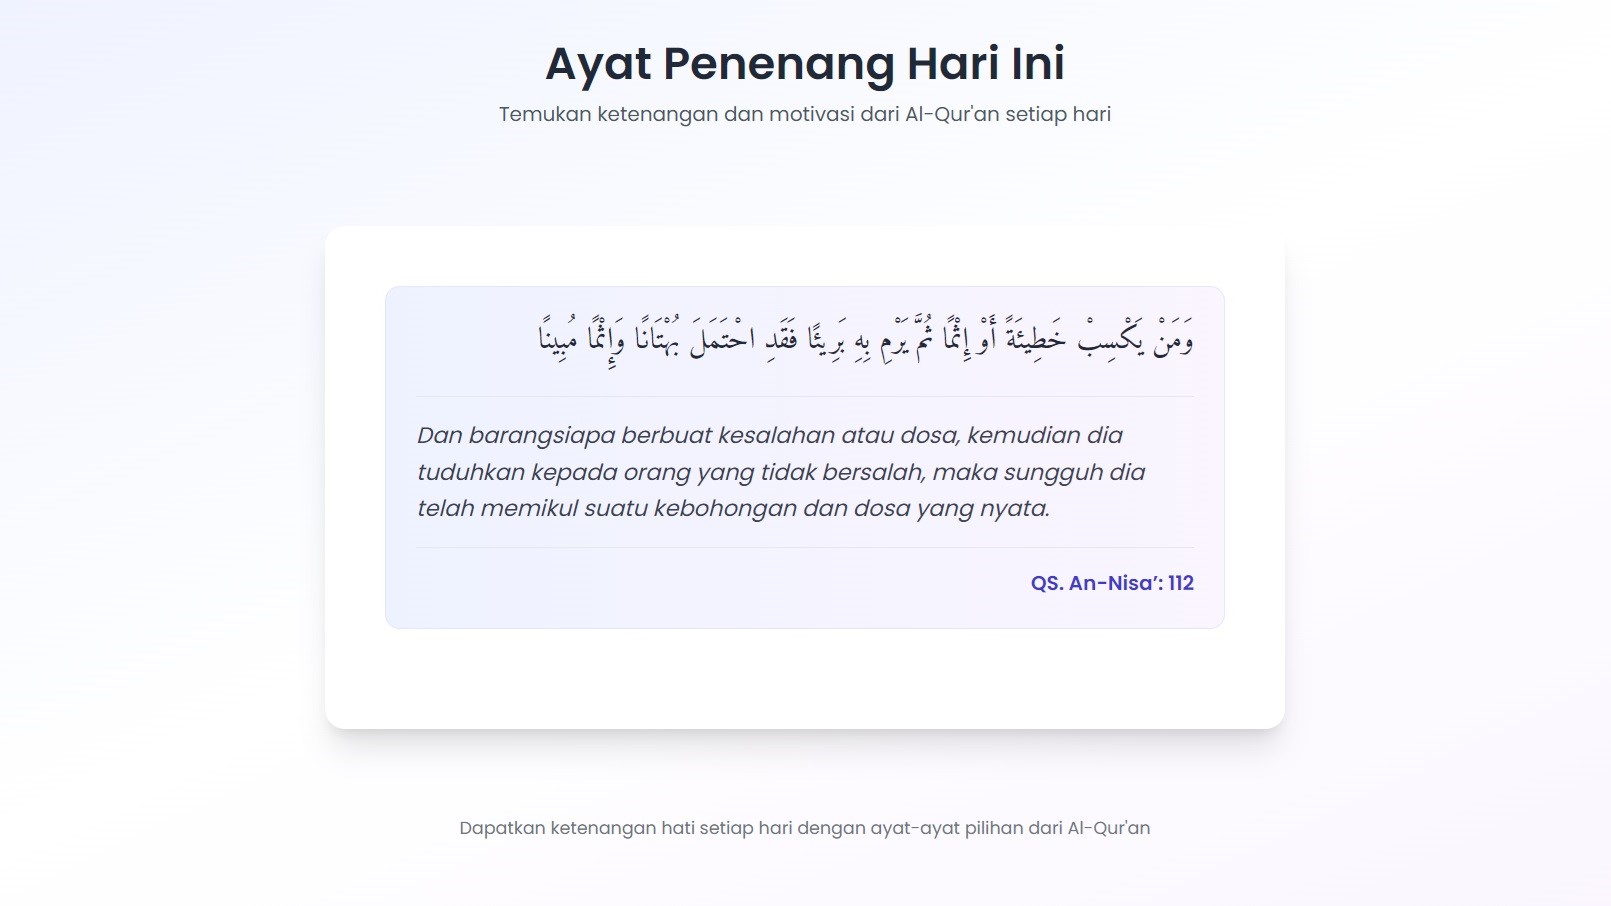 Ayat Penenang Hari Ini
Temukan ketenangan dan motivasi dari Al-Qur'an setiap hari
وَمَنْ يَكْسِبْ خَطِيئَةً أَوْ إِثْمًا ثُمَّ يَرْمِ بِهِ بَرِيئًا فَقَدِ احْتَمَلَ بُهْتَانًا وَإِثْمًا مُبِينًا
Dan barangsiapa berbuat kesalahan atau dosa, kemudian dia
tuduhkan kepada orang yang tidak bersalah, maka sungguh dia
telah memikul suatu kebohongan dan dosa yang nyata.
QS. An-Nisa’: 112
Dapatkan ketenangan hati setiap hari dengan ayat-ayat pilihan dari Al-Qur'an